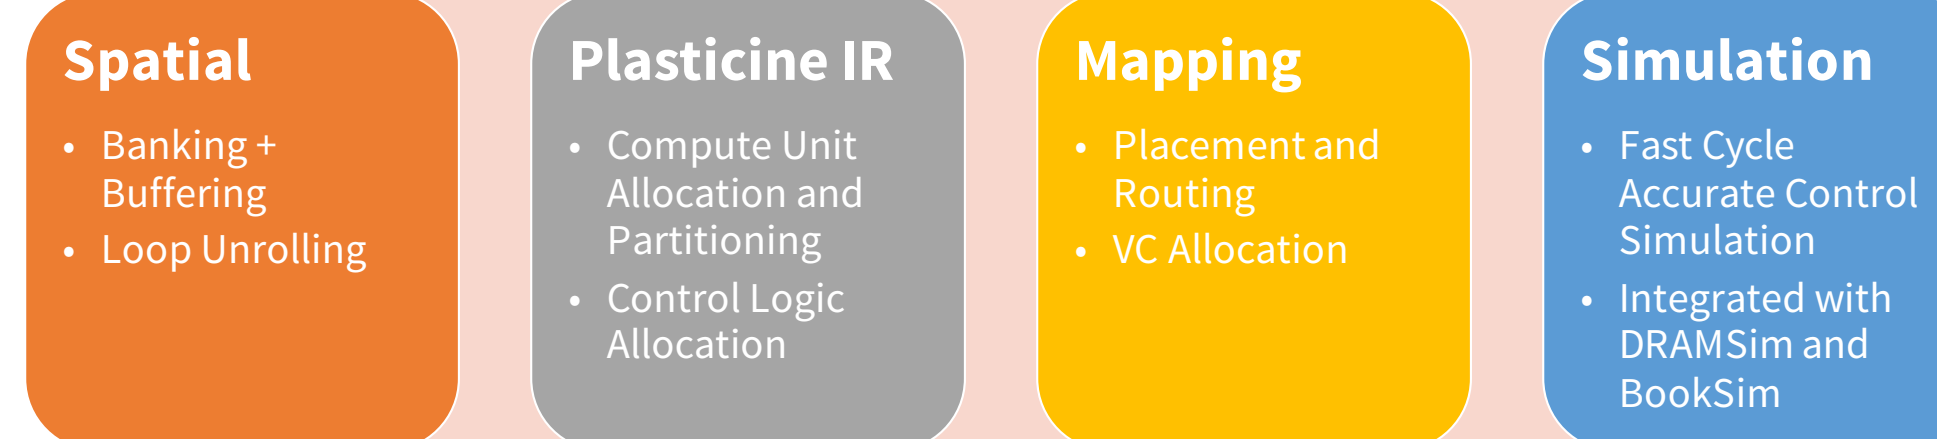 Spatial
• Banking +
Buffering
• Loop Unrolling
Plasticine IR
• Compute Unit
Allocation and
Partitioning
• Control Logic
Allocation
Mapping
• Placement and
Routing
• VC Allocation
Simulation
• Fast Cycle
Accurate Control
Simulation
• Integrated with
DRAMSim and
BookSim